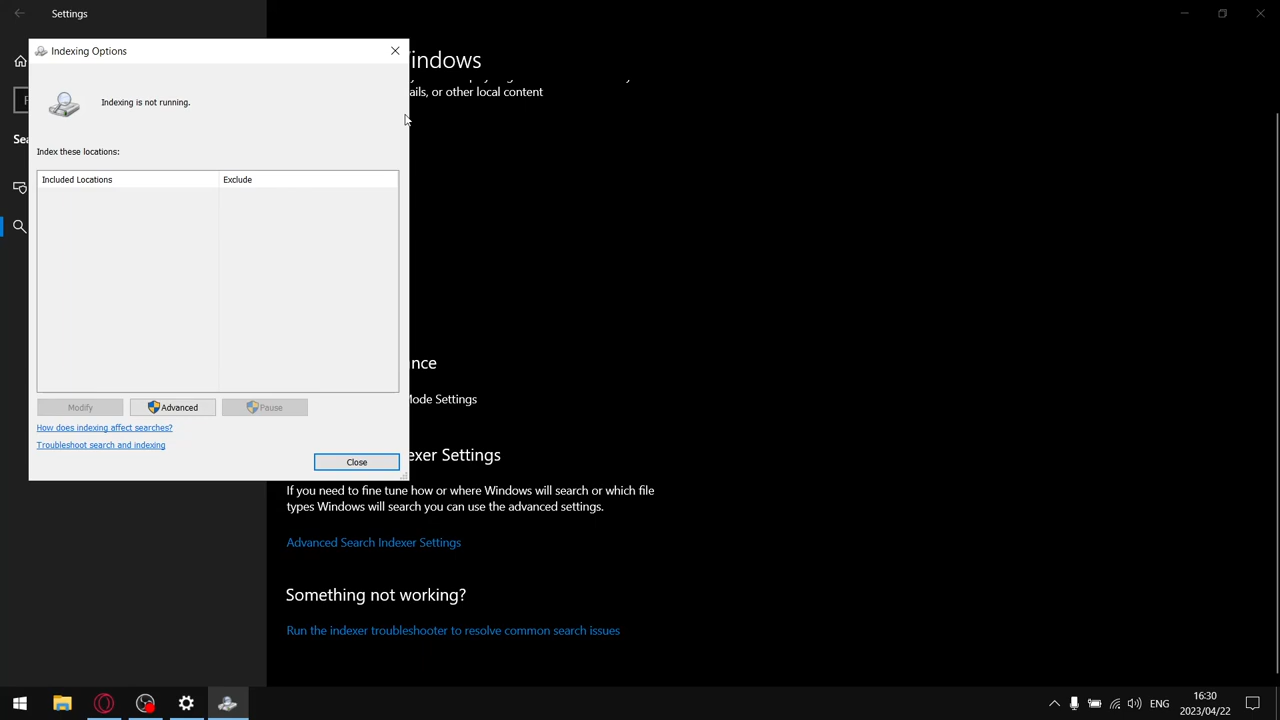 Settings
Indexing Options
indows
ails, or other local content
Indexing is not running.
Index these locations:
Included Locations
Exclude
nce
Mode Settings
Modify
Advanced
Pause
How does indexing affect searches?
Troubleshoot search and indexing
Close
exer Settings
If you need to fine tune how or where Windows will search or which file
types Windows will search you can use the advanced settings.
Advanced Search Indexer Settings
Something not working?
Run the indexer troubleshooter to resolve common search issues
ENG
16:30
2023/04/22